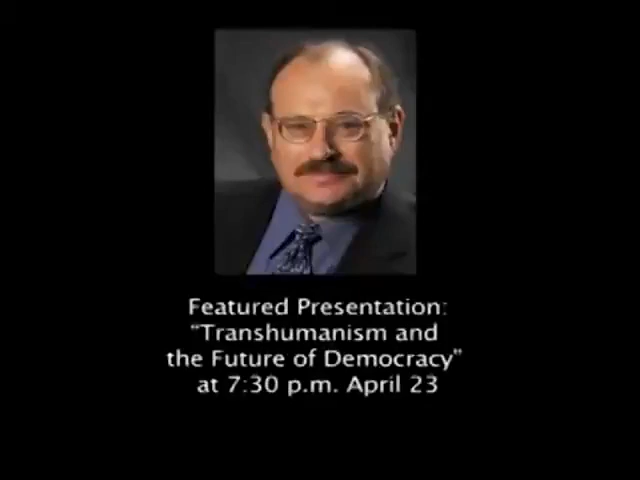 Featured Presentation:
"Transhumanism and
the Future of Democracy"
at 7:30 p.m. April 23